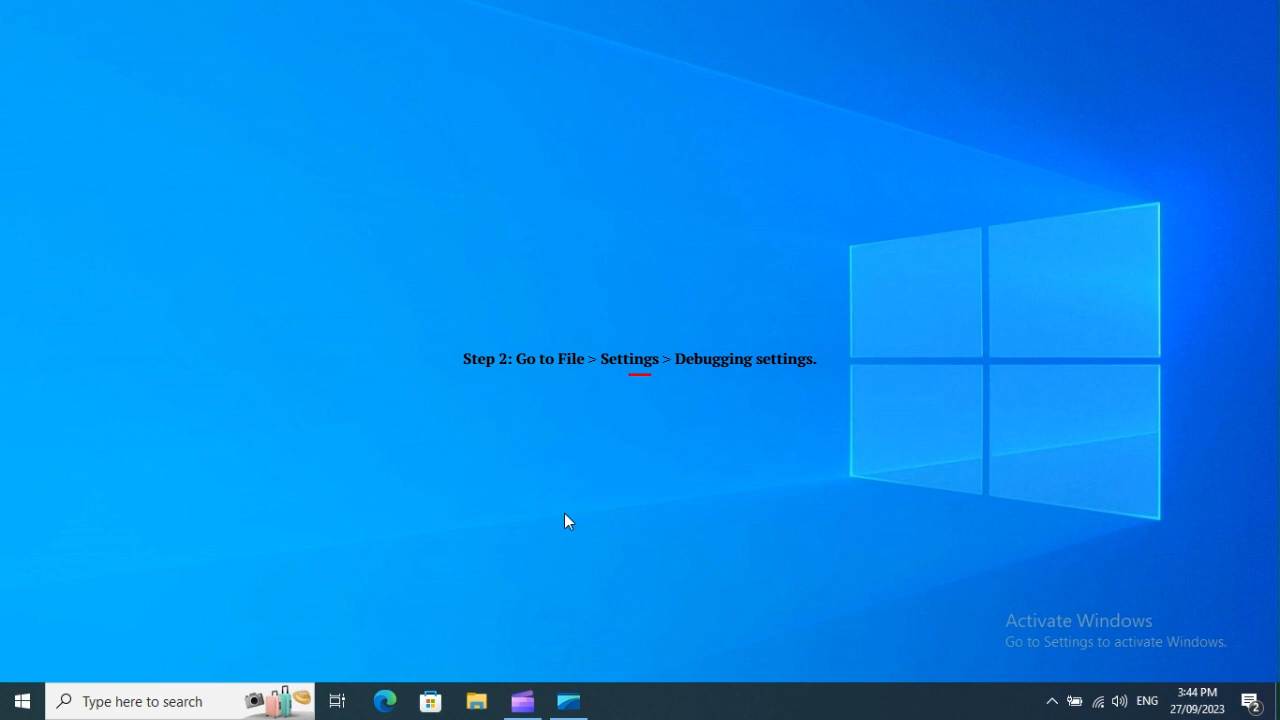 Step 2: Go to File > Settings > Debugging settings.
Activate Windows
Go to Settings to activate Windows.
Type here to search
ENG
3:44 PM
27/09/2023
2